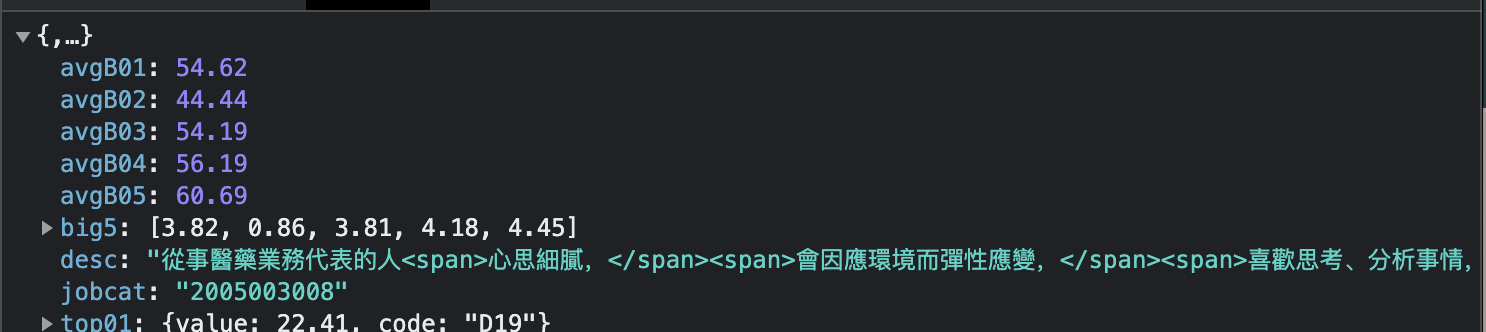 {,…}
avgB01: 54.62
avgB02: 44.44
avgB03: 54.19
avgB04: 56.19
avgB05: 60.69
big5: [3.82, 0.86, 3.81, 4.18, 4.45]
desc: "從事醫藥業務代表的人<span>心思細膩，</span><span>會因應環境而彈性應變，</span><span>喜歡思考、分析事情，
jobcat: "2005003008"
top01: {value: 22.41, code: "D19"}